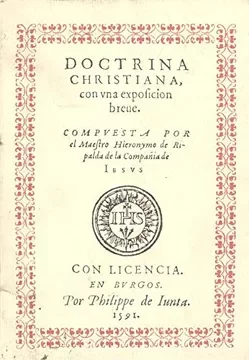 DOCTRINA
CHRISTIANA,
con vna exposicion
breue.
COMPVESTA POR
el Maestro Hieronymo de Ri-
palda de la Compañia de
IESVS
IHS
CON LICENCIA.
EN BVRGOS.
Por Philippe de Iunta.
1591.